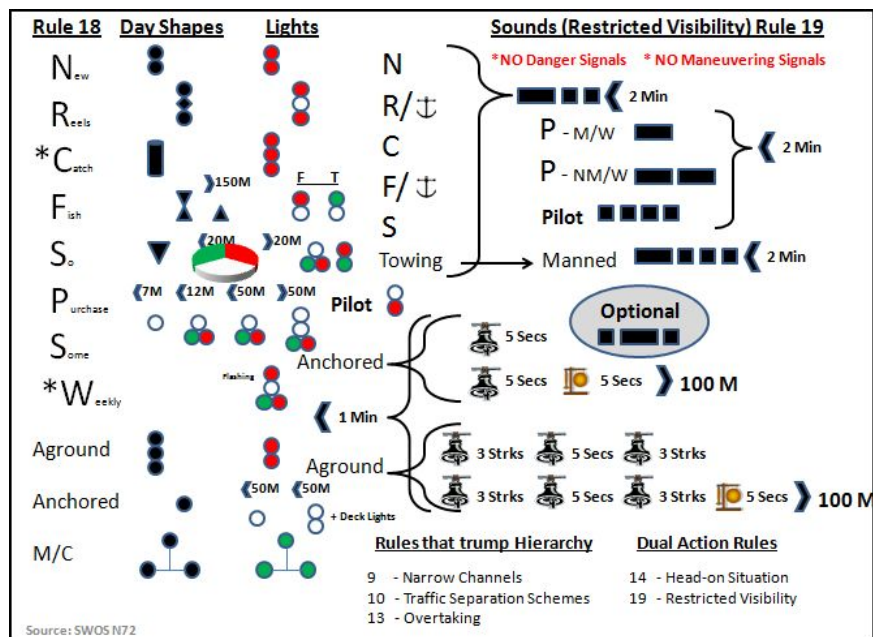 Rule 18 Day Shapes Lights Sounds (Restricted Visibility) Rule 19
*NO Danger Signals * NO Maneuvering Signals
New N
2 Min
Reels R/
P - M/W
*Catch C
2 Min
150M F T
P - NM/W
Fish F/
Pilot
20M 20M
So S
Towing Manned 2 Min
7M 12M 50M 50M
Purchase Pilot
Optional
5 Secs
Some
Anchored
Flashing
5 Secs 5 Secs 100 M
*Weekly
1 Min
Aground
3 Strks 5 Secs 3 Strks
Aground
50M 50M
3 Strks 5 Secs 3 Strks 5 Secs 100 M
Anchored
+ Deck Lights
M/C
Rules that trump Hierarchy Dual Action Rules
9 - Narrow Channels 14 - Head-on Situation
10 - Traffic Separation Schemes 19 - Restricted Visibility
13 - Overtaking
Source: SWOS N72